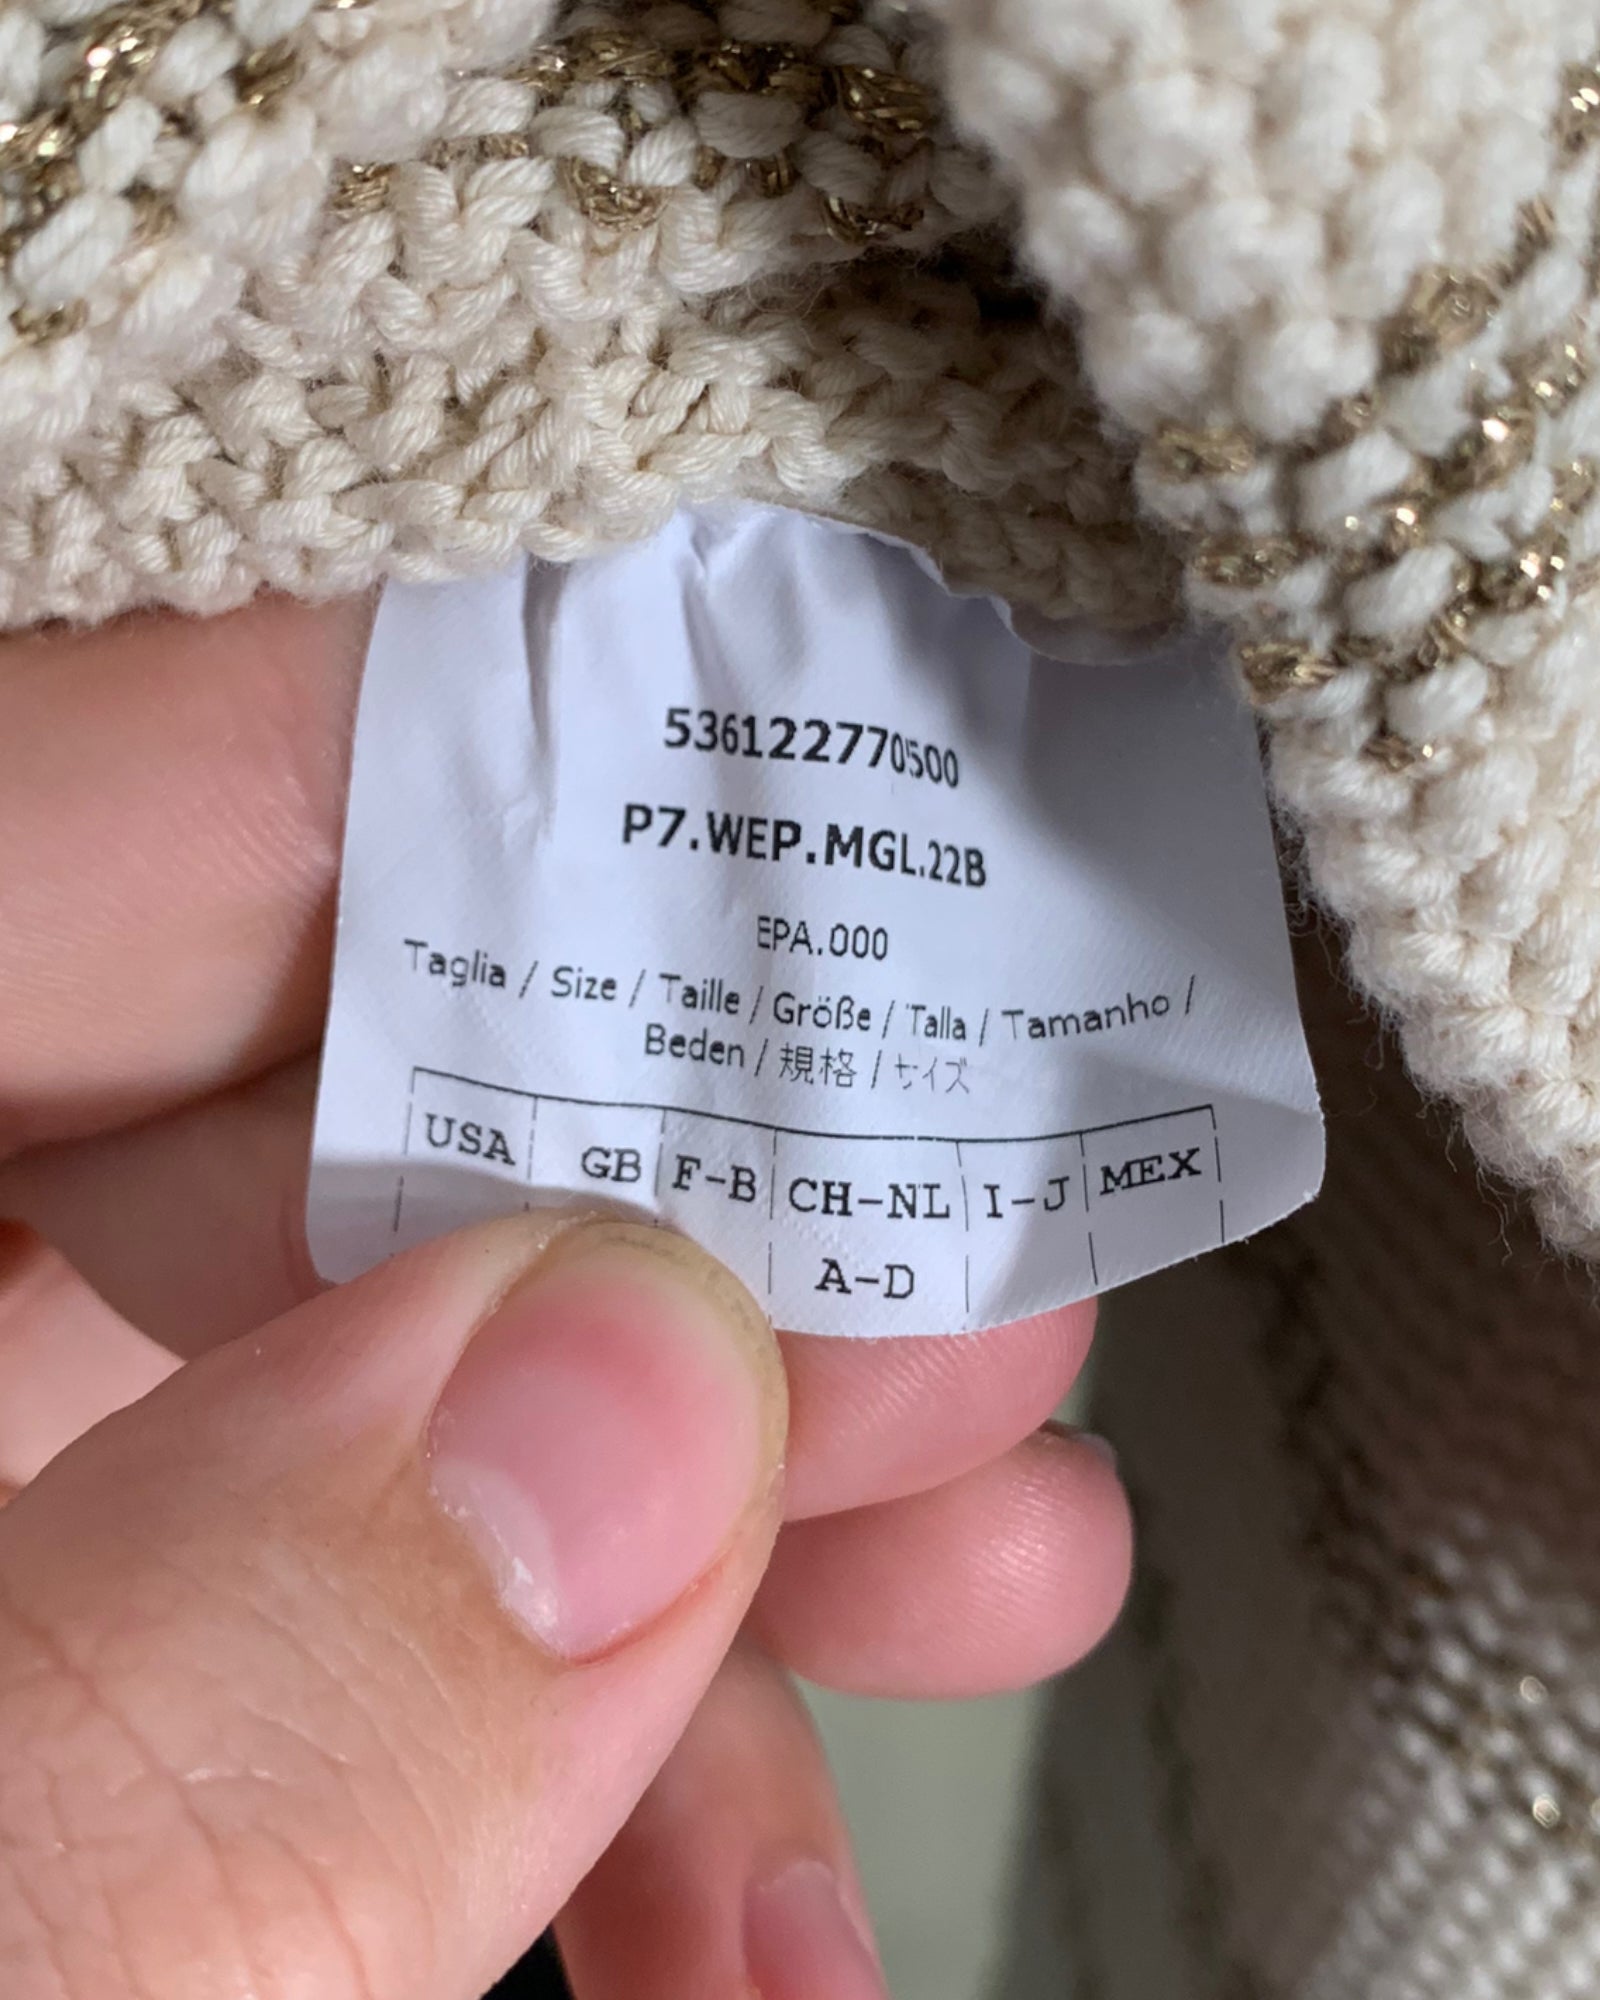 536122770500
P7.WEP.MGL.22B
EPA.000
Taglia / Size / Taille / Größe / Talla / Tamanho /
Beden / 規格 / サイズ
USA GB F-B CH-NL I-J MEX
A-D